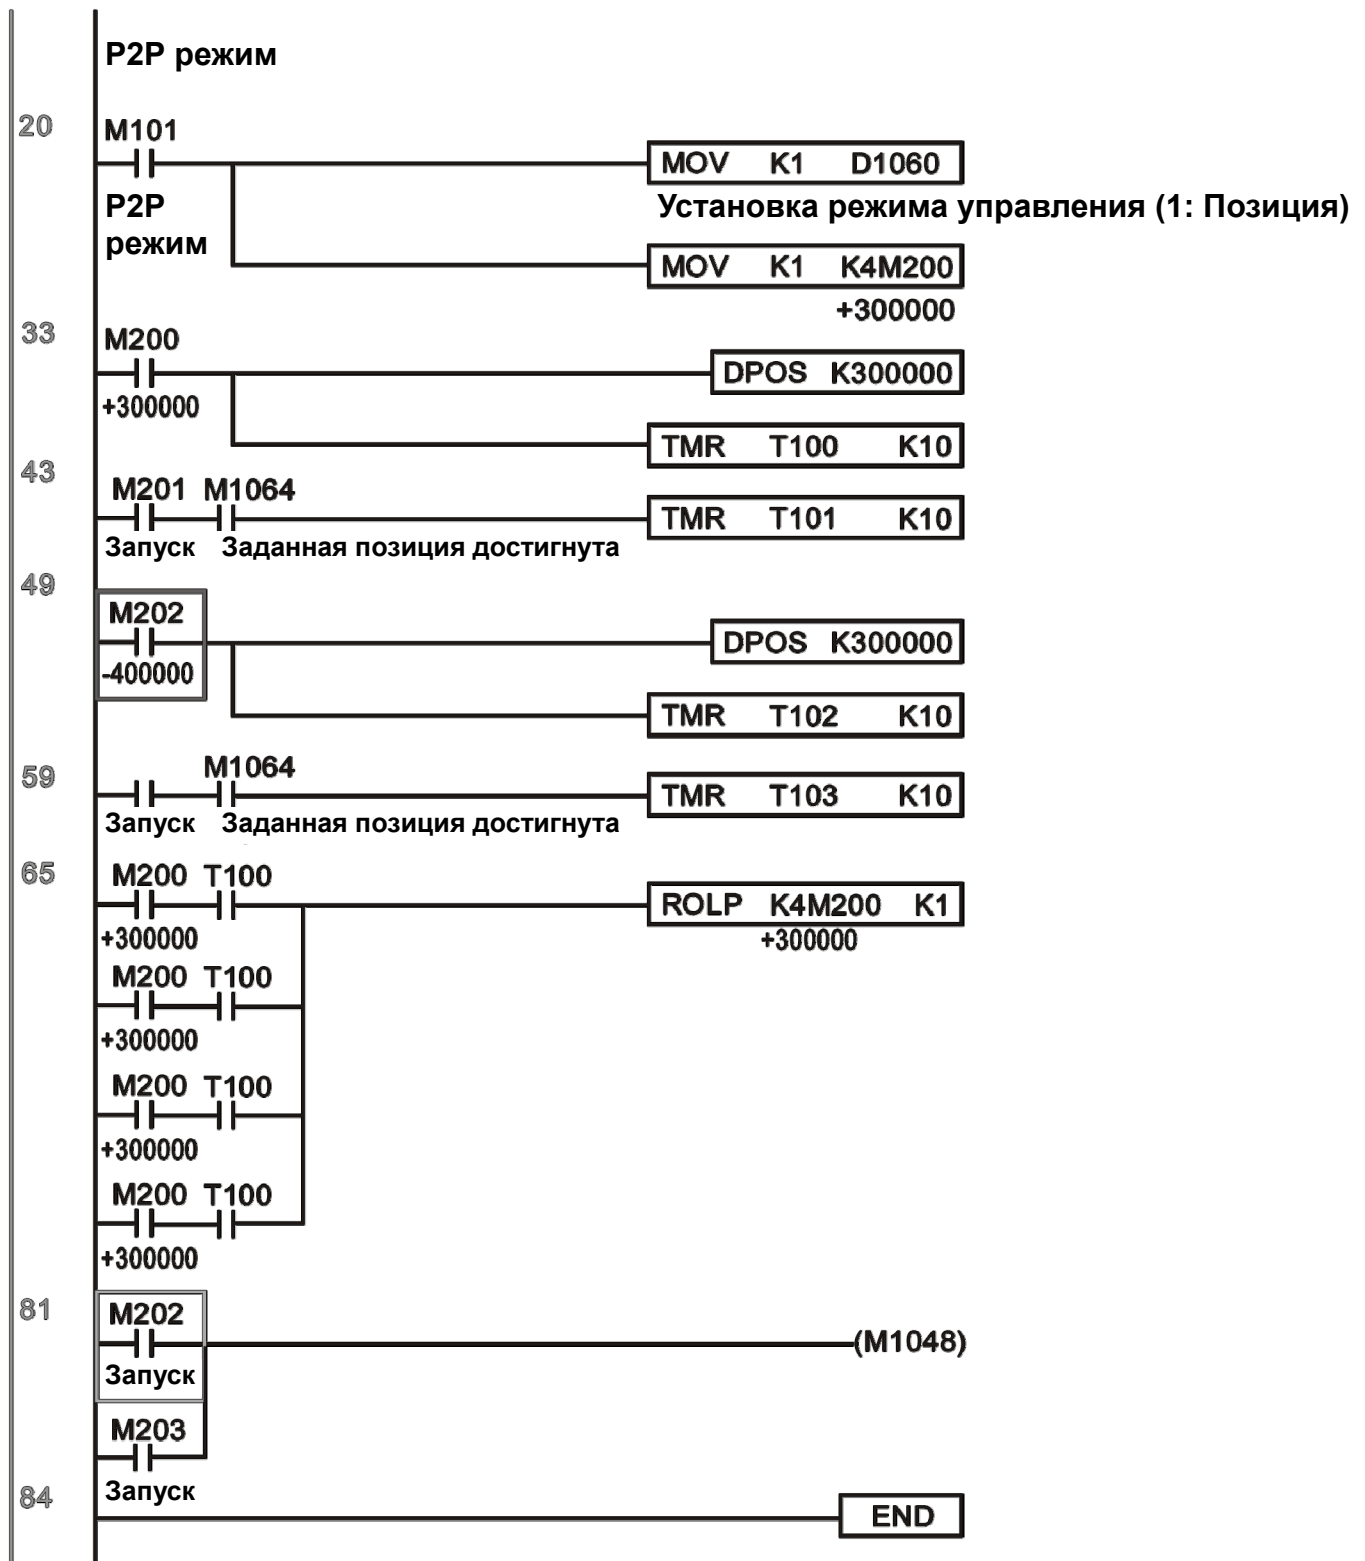 P2P режим
20
M101
MOV K1 D1060
P2P
режим
Установка режима управления (1: Позиция)
MOV K1 K4M200
+300000
33
M200
DPOS K300000
+300000
TMR T100 K10
43
M201 M1064
TMR T101 K10
Запуск Заданная позиция достигнута
49
M202
DPOS K300000
-400000
TMR T102 K10
59
M1064
TMR T103 K10
Запуск Заданная позиция достигнута
65
M200 T100
ROLP K4M200 K1
+300000
+300000
M200 T100
+300000
M200 T100
+300000
M200 T100
+300000
81
M202
(M1048)
Запуск
M203
Запуск
84
END